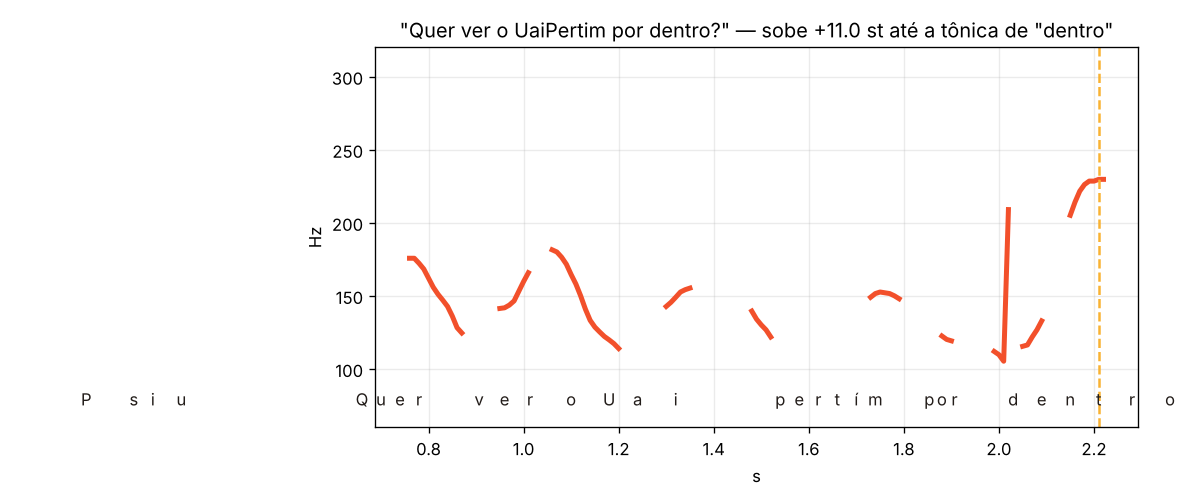 "Quer ver o UaiPertim por dentro?" — sobe +11.0 st até a tônica de "dentro"
300
250
200
150
100
Hz
P s i u Q u e r v e r o U a i p e r t í m p o r d e n t r o
0.8 1.0 1.2 1.4 1.6 1.8 2.0 2.2
s